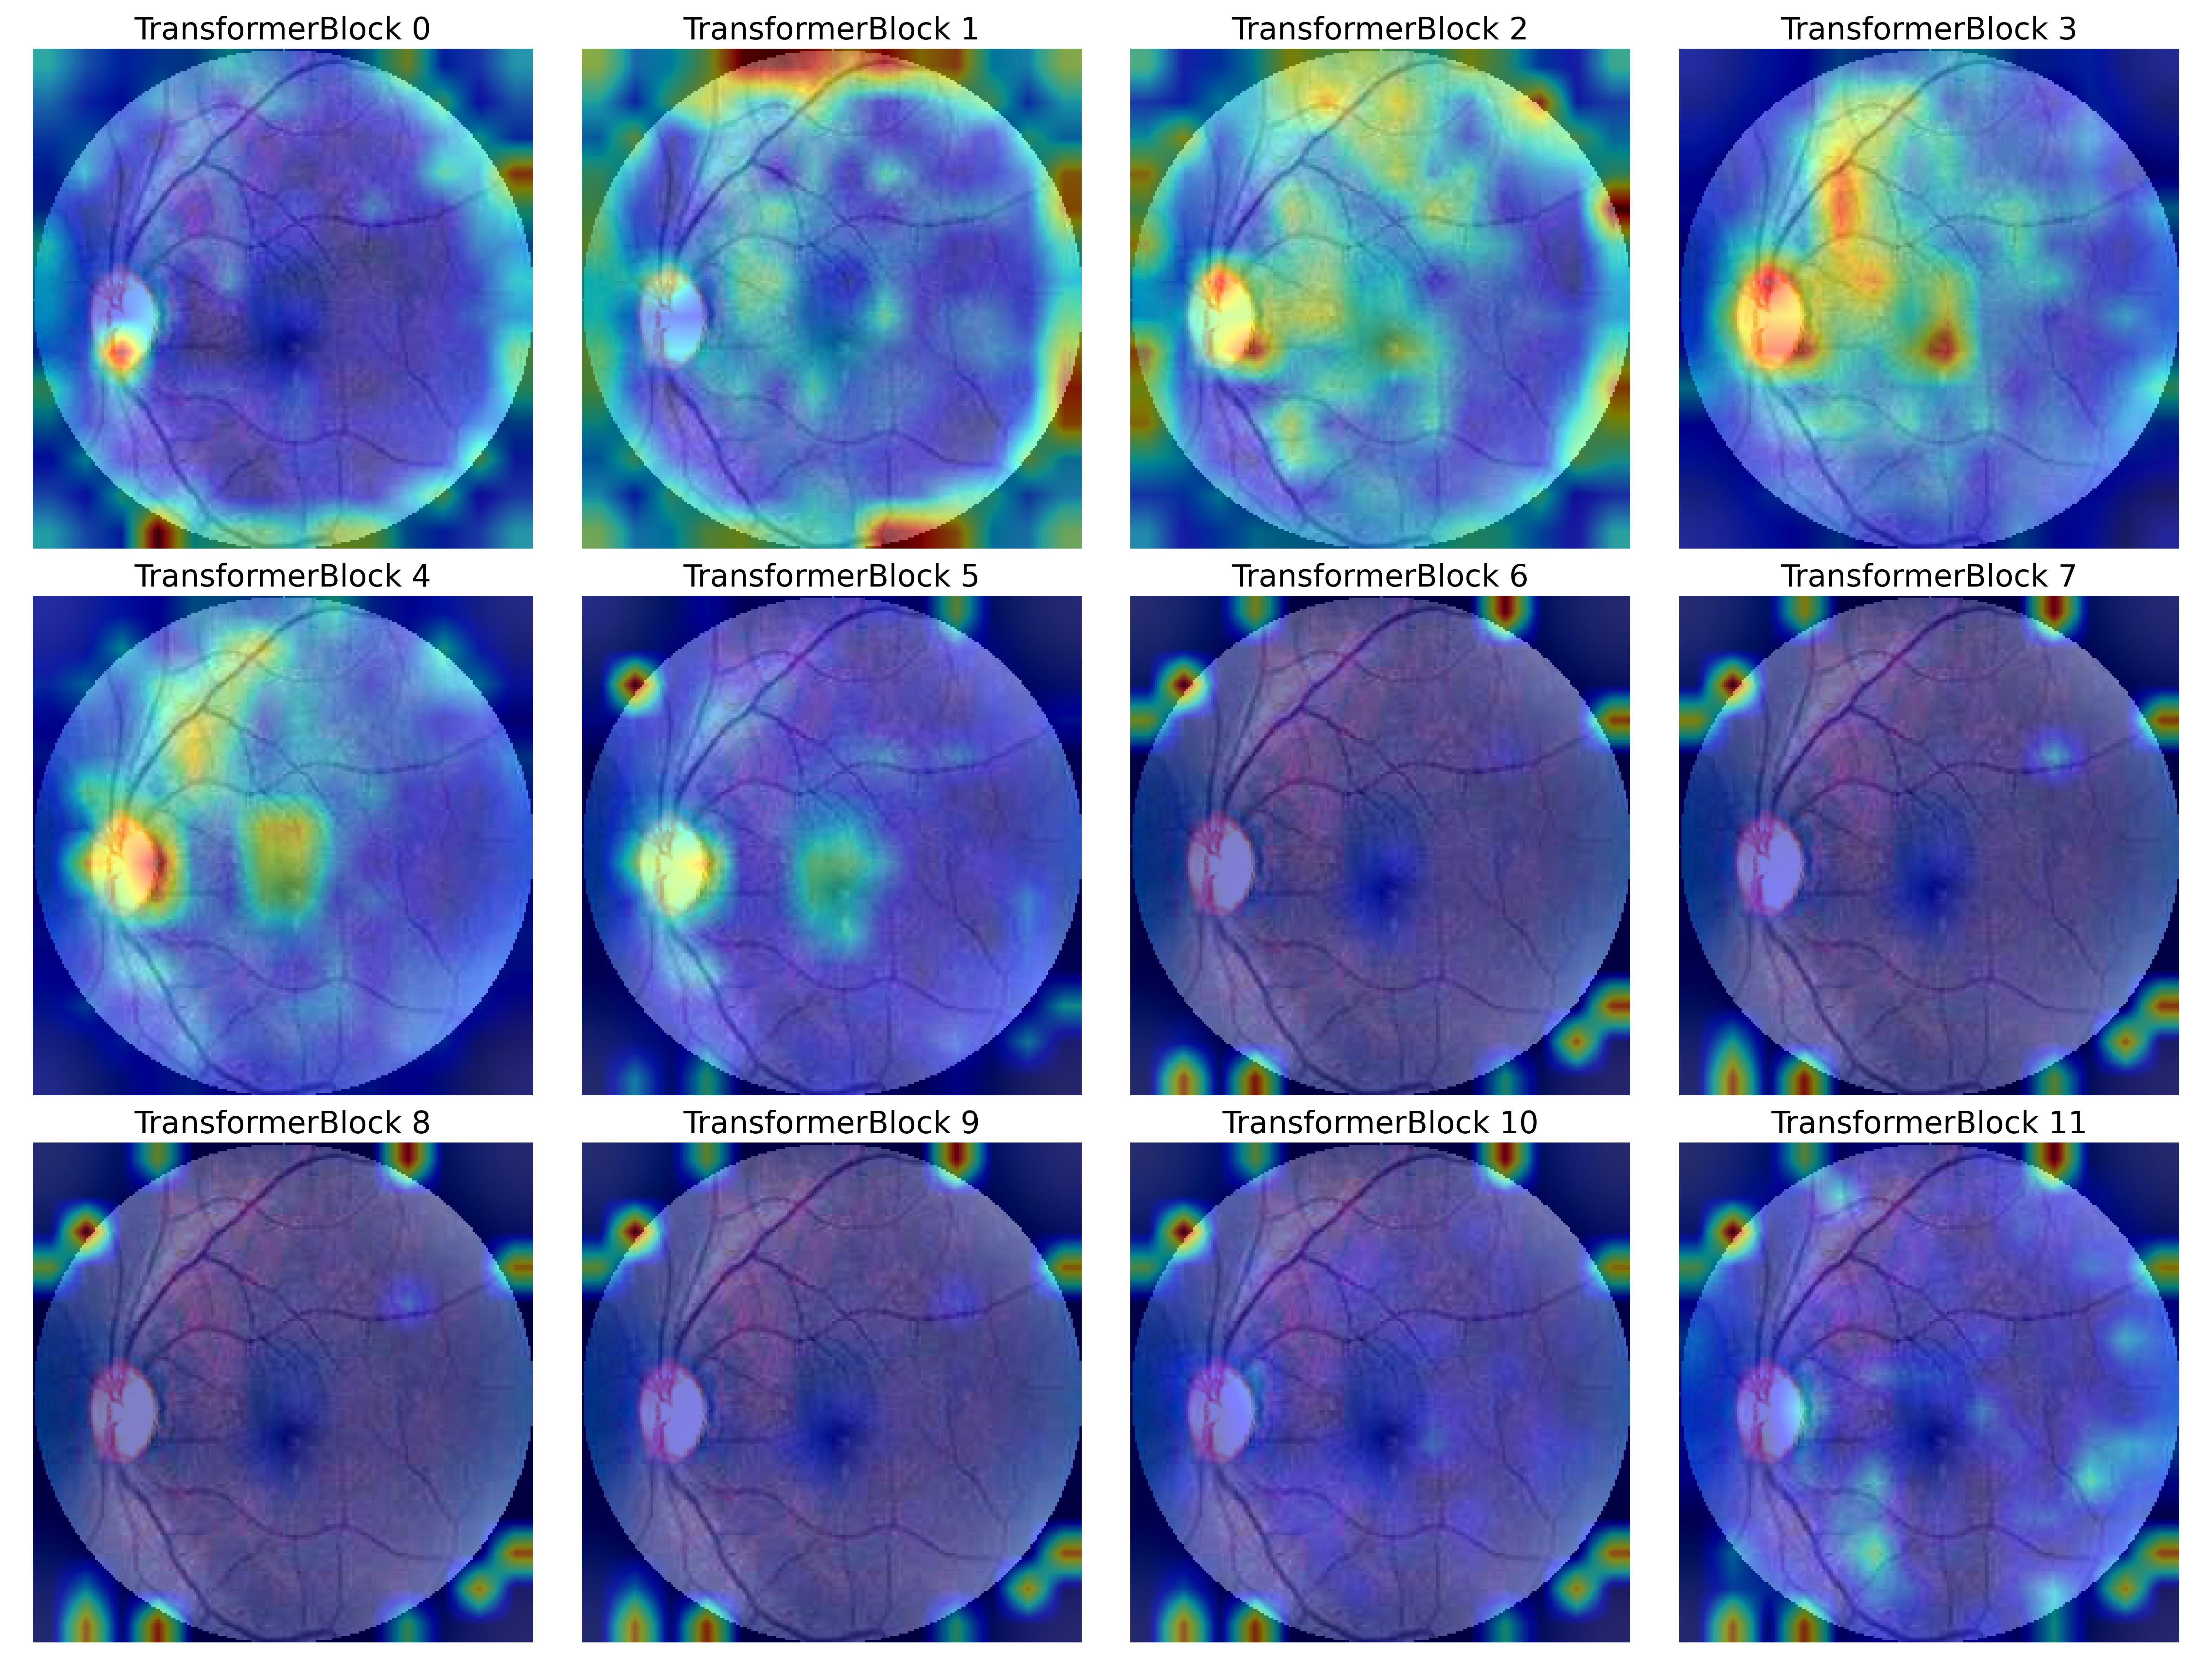 TransformerBlock 0
TransformerBlock 1
TransformerBlock 2
TransformerBlock 3
TransformerBlock 4
TransformerBlock 5
TransformerBlock 6
TransformerBlock 7
TransformerBlock 8
TransformerBlock 9
TransformerBlock 10
TransformerBlock 11